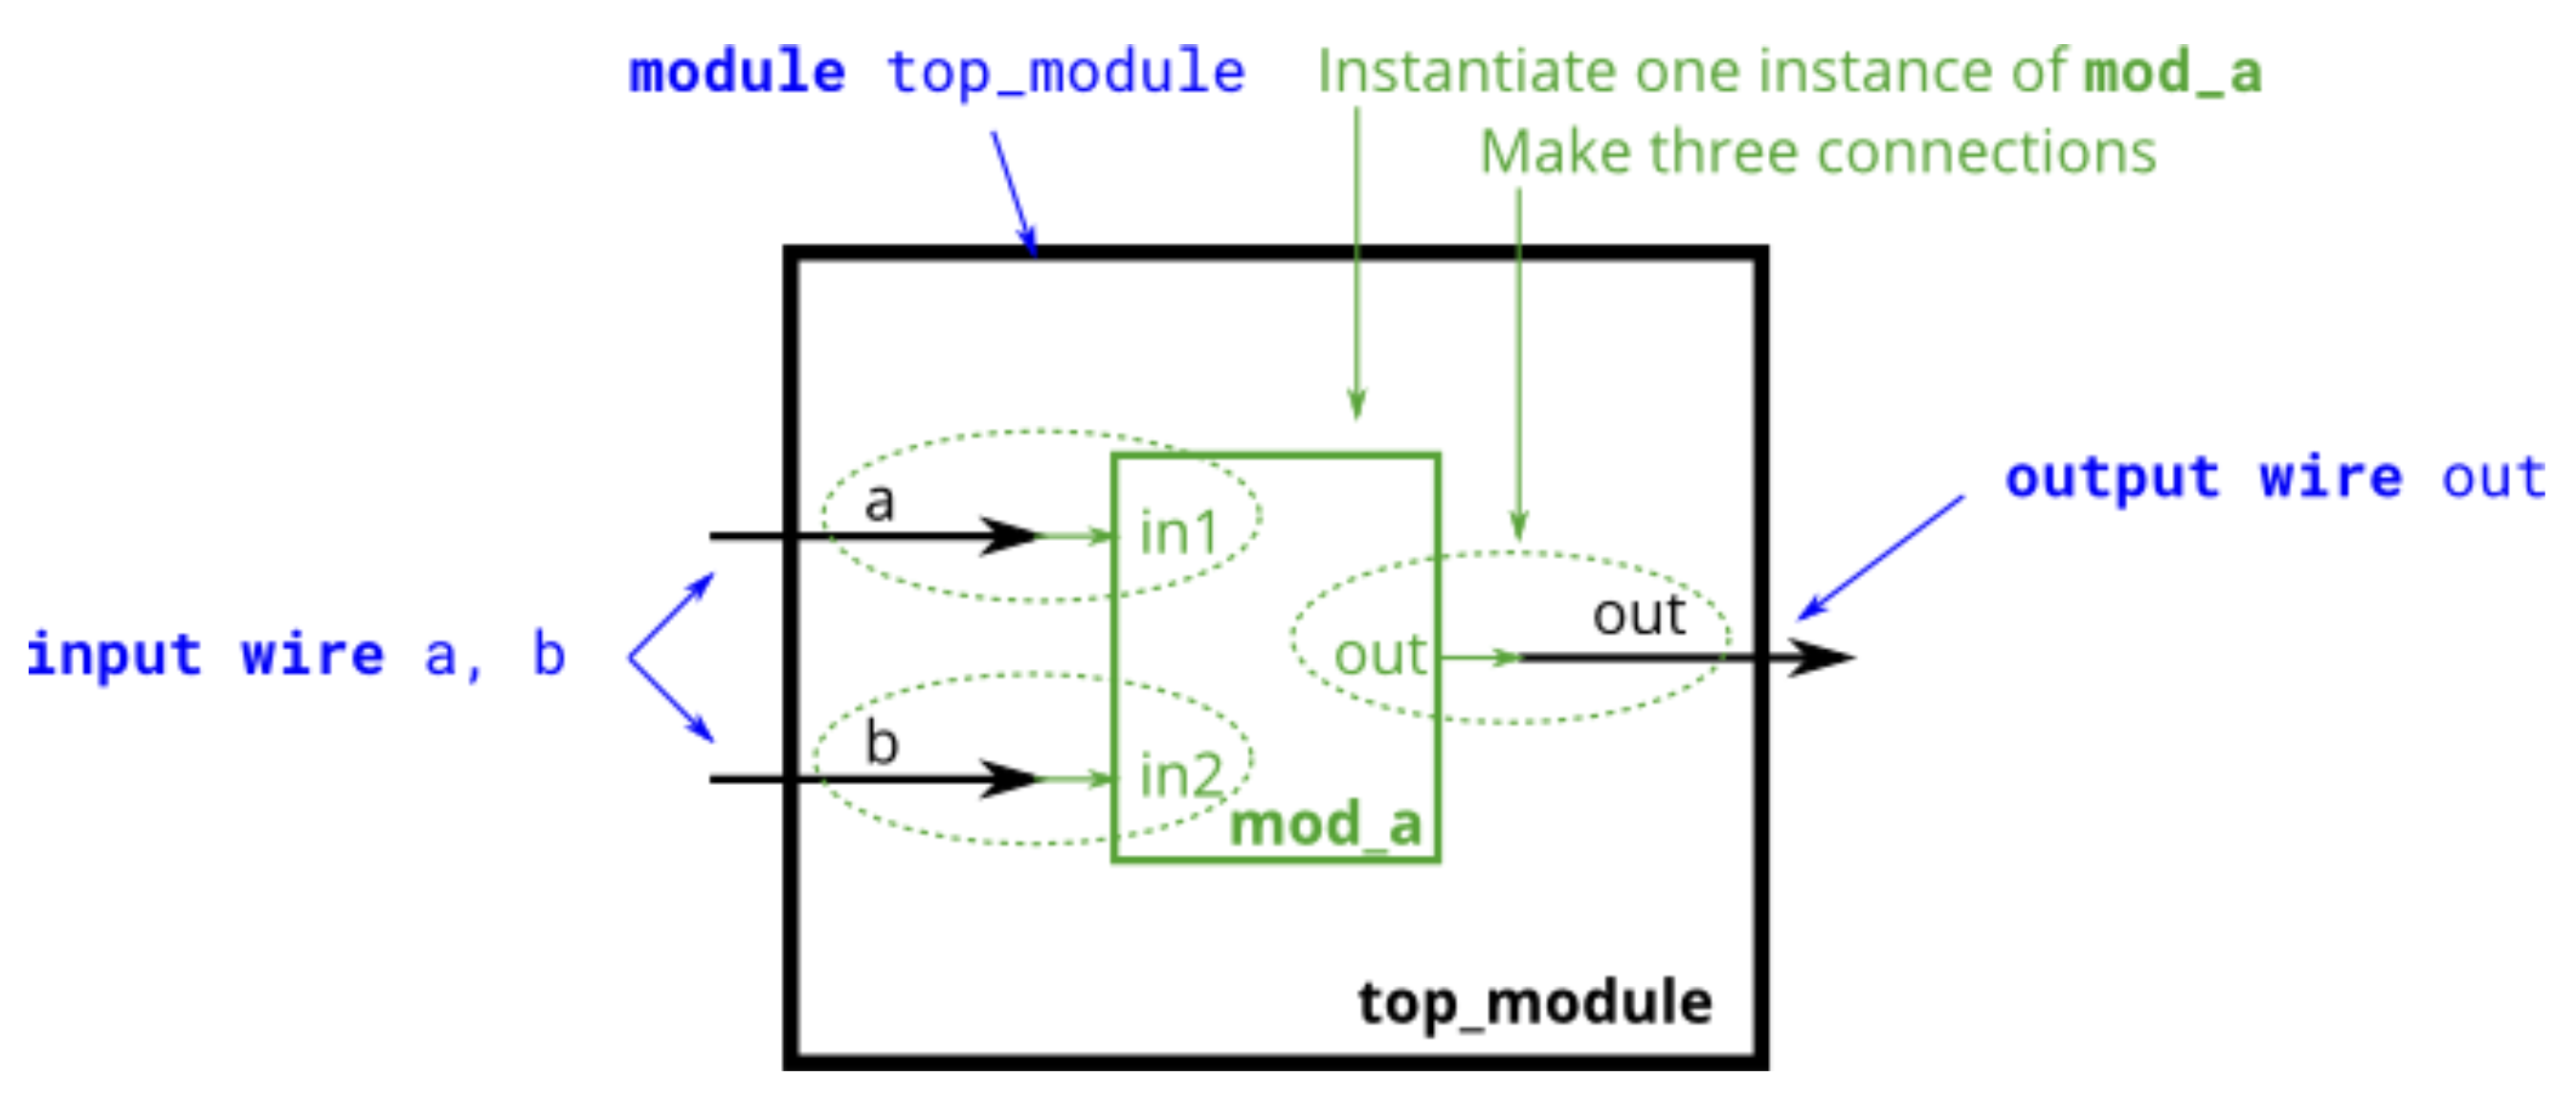 module top_module
Instantiate one instance of mod_a
Make three connections
a
in1
output wire out
out
out
input wire a, b
b
in2
mod_a
top_module